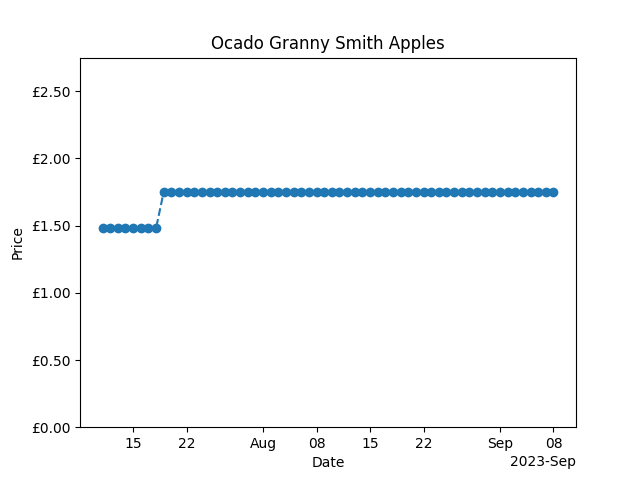 Ocado Granny Smith Apples
£2.50
£2.00
£1.50
£1.00
£0.50
£0.00
Price
15 22 Aug 08 15 22 Sep 08
Date
2023-Sep